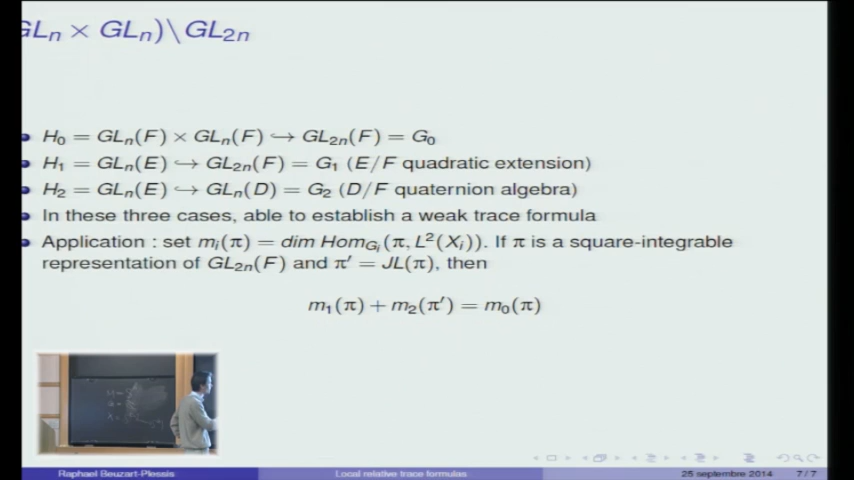 GLₙ × GLₙ)\GL₂ₙ
H₀ = GLₙ(F) × GLₙ(F) ↪ GL₂ₙ(F) = G₀
H₁ = GLₙ(E) ↪ GL₂ₙ(F) = G₁ (E/F quadratic extension)
H₂ = GLₙ(E) ↪ GLₙ(D) = G₂ (D/F quaternion algebra)
In these three cases, able to establish a weak trace formula
Application : set mᵢ(π) = dim Hom_{Gᵢ}(π, L²(Xᵢ)). If π is a square-integrable
representation of GL₂ₙ(F) and π′ = JL(π), then
m₁(π) + m₂(π′) = m₀(π)
Raphael Beuzart-Plessis Local relative trace formulas 25 septembre 2014 7/7